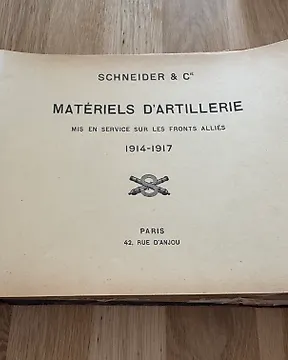 SCHNEIDER & Cie
MATÉRIELS D'ARTILLERIE
MIS EN SERVICE SUR LES FRONTS ALLIÉS
1914-1917
PARIS
42, RUE D'ANJOU